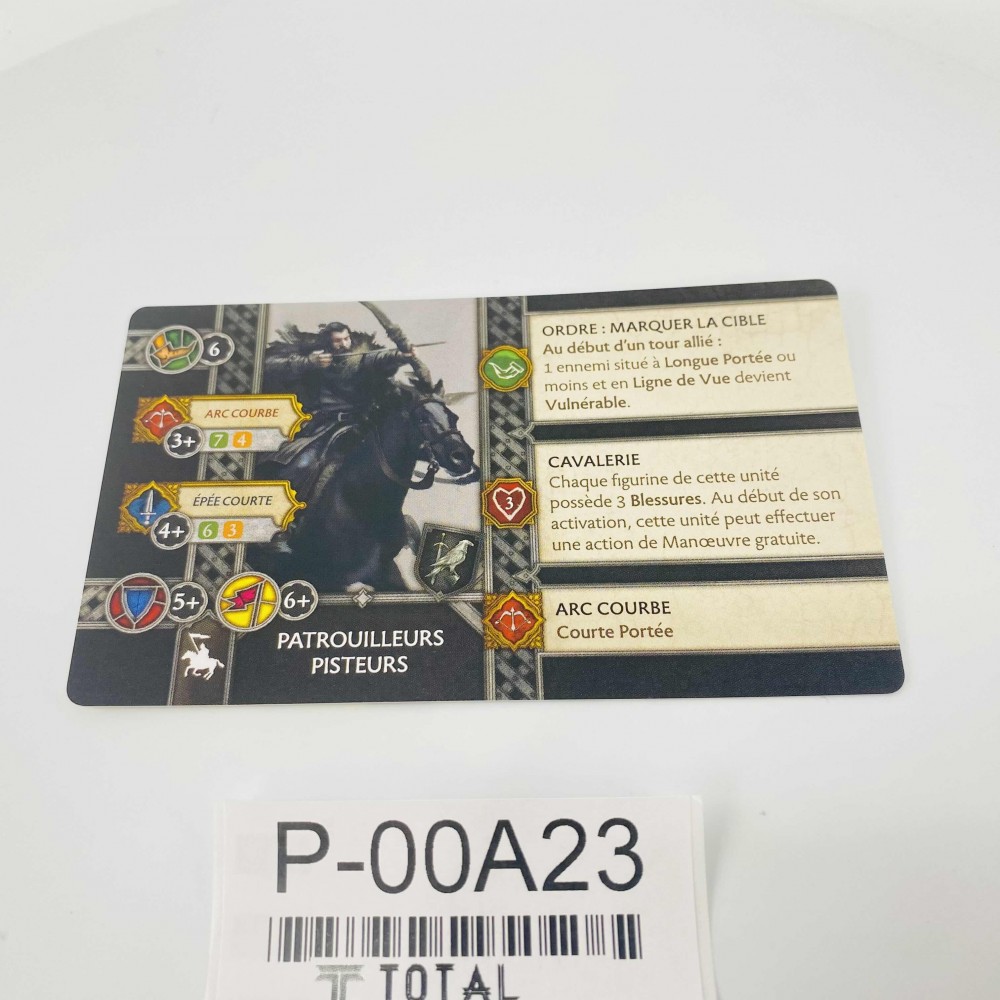 6
ARC COURBE
3+ 7 4
ÉPÉE COURTE
4+ 6 3
5+ 6+
PATROUILLEURS
PISTEURS
ORDRE : MARQUER LA CIBLE
Au début d'un tour allié :
1 ennemi situé à Longue Portée ou
moins et en Ligne de Vue devient
Vulnérable.
3
CAVALERIE
Chaque figurine de cette unité
possède 3 Blessures. Au début de son
activation, cette unité peut effectuer
une action de Manœuvre gratuite.
ARC COURBE
Courte Portée
P-00A23
TOTAL